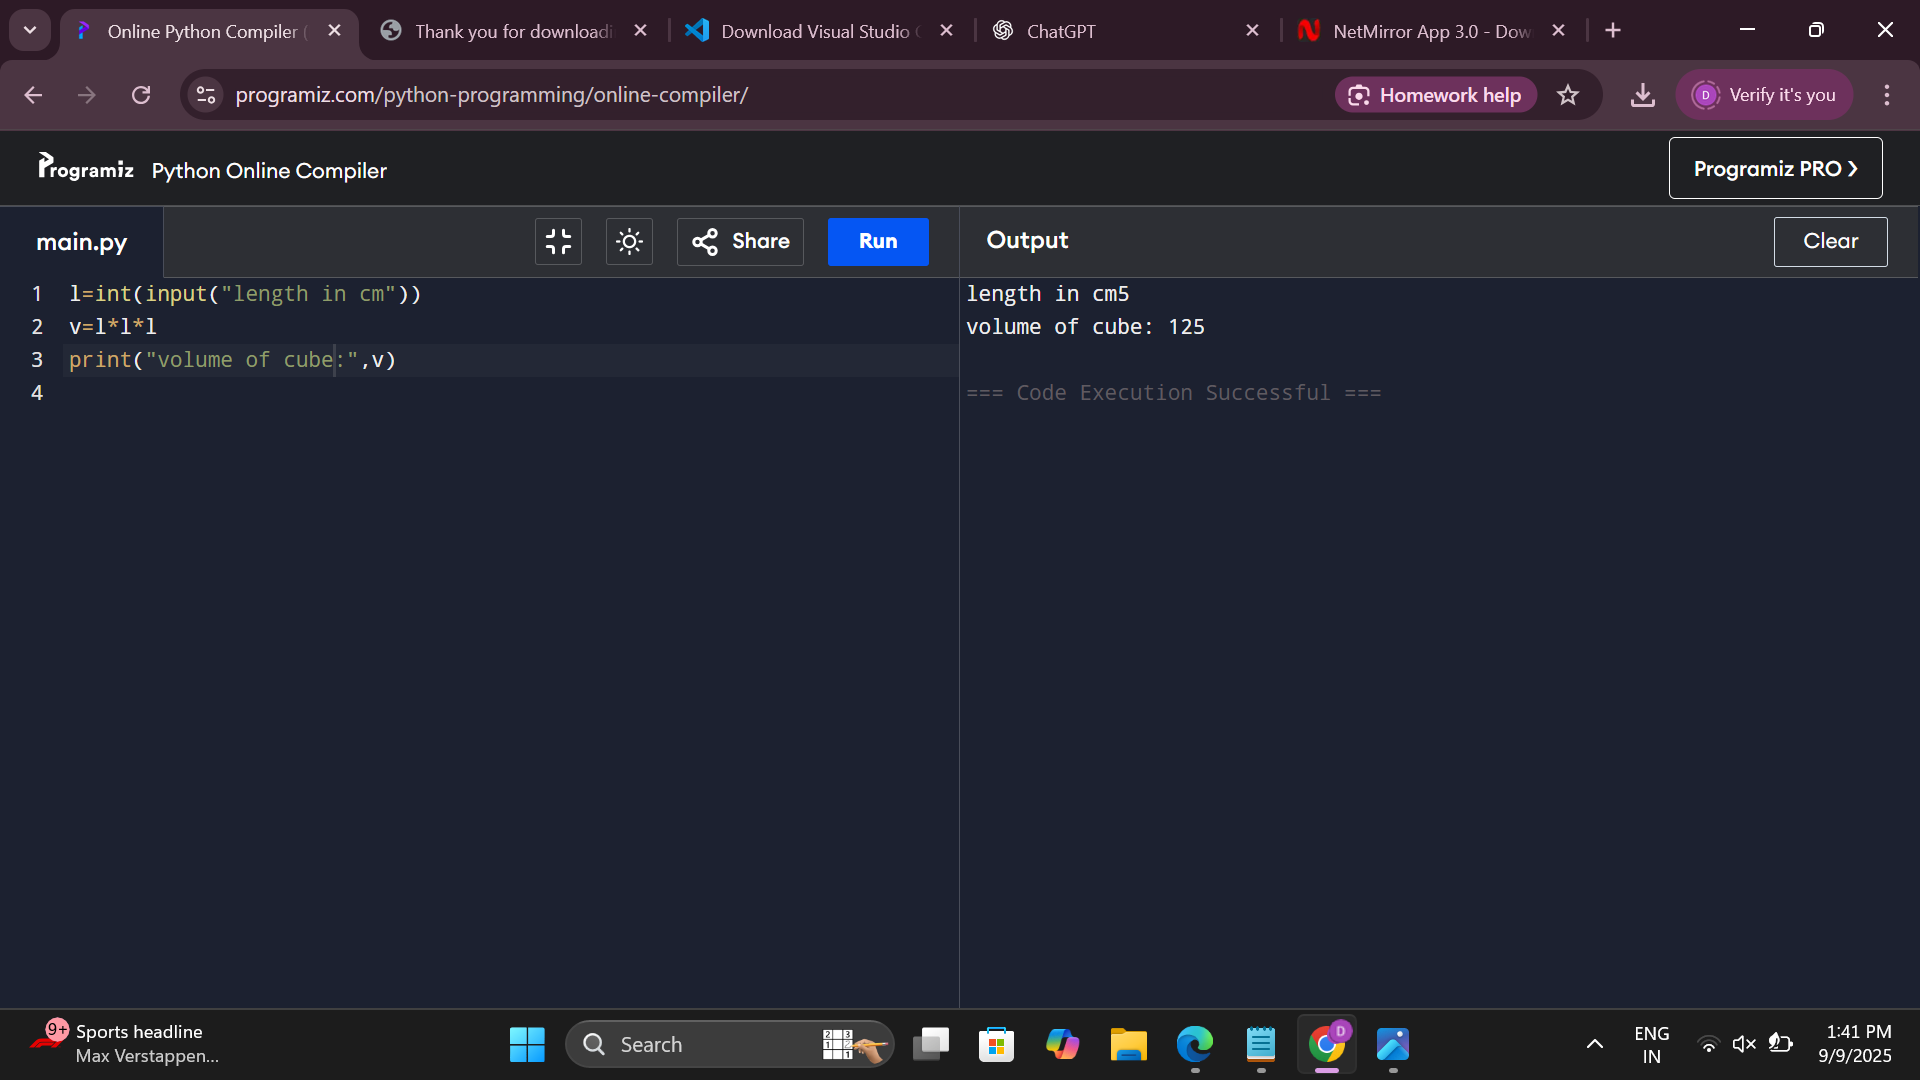 Online Python Compiler (
Thank you for downloadi
Download Visual Studio C
ChatGPT
NetMirror App 3.0 - Dow
programiz.com/python-programming/online-compiler/
Homework help
D
Verify it's you
Programiz
Python Online Compiler
Programiz PRO ❯
main.py
Share
Run
Output
Clear
1 l=int(input("length in cm"))
2 v=l*l*l
3 print("volume of cube:",v)
4
length in cm5
volume of cube: 125
=== Code Execution Successful ===
9+
Sports headline
Max Verstappen...
Search
D
ENG
IN
1:41 PM
9/9/2025